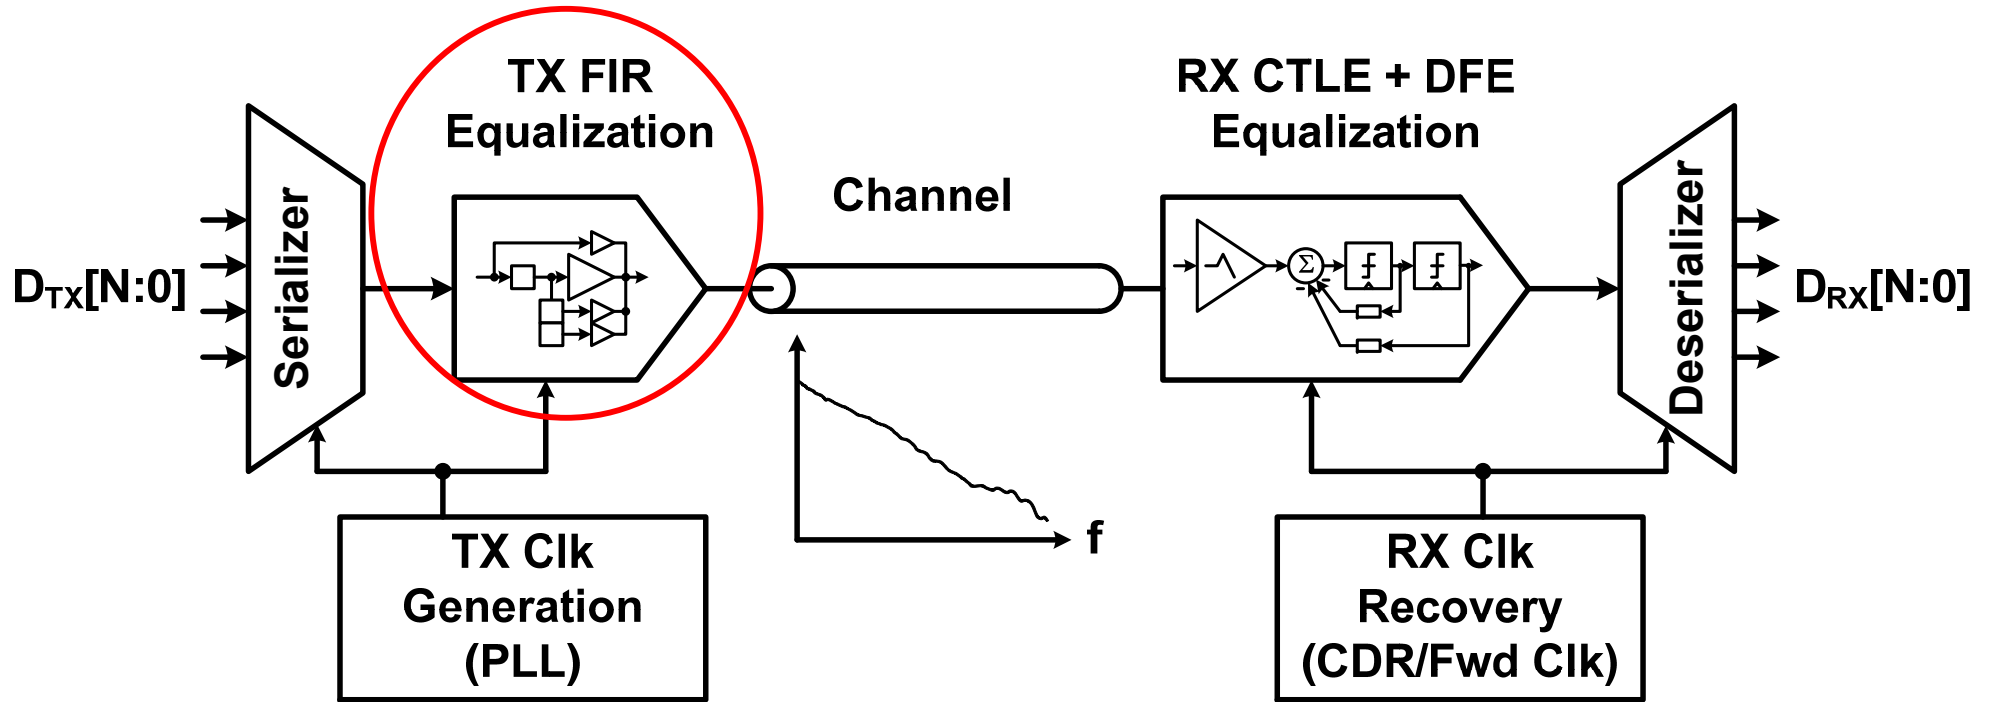 TX FIR
Equalization
RX CTLE + DFE
Equalization
Channel
Serializer
Deserializer
DTX[N:0]
DRX[N:0]
Σ
f
TX Clk
Generation
(PLL)
RX Clk
Recovery
(CDR/Fwd Clk)